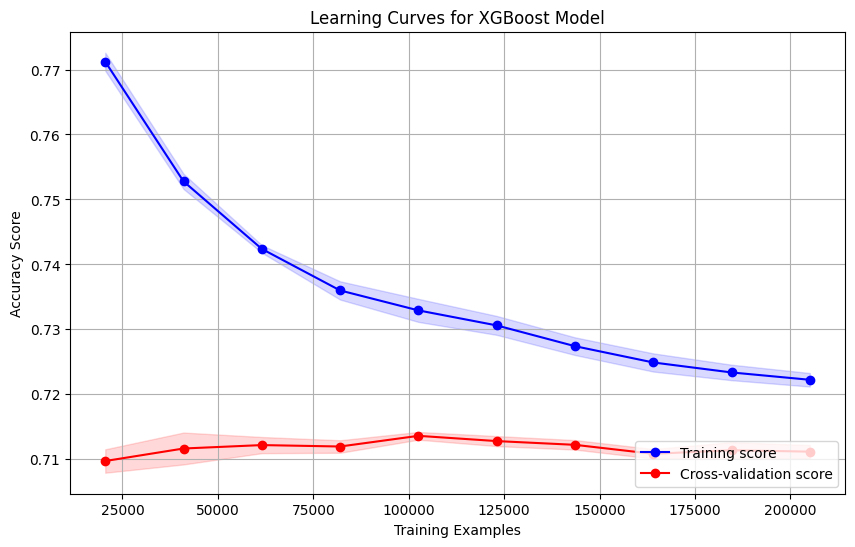 Learning Curves for XGBoost Model
Accuracy Score
0.77
0.76
0.75
0.74
0.73
0.72
0.71
Training score
Cross-validation score
25000 50000 75000 100000 125000 150000 175000 200000
Training Examples